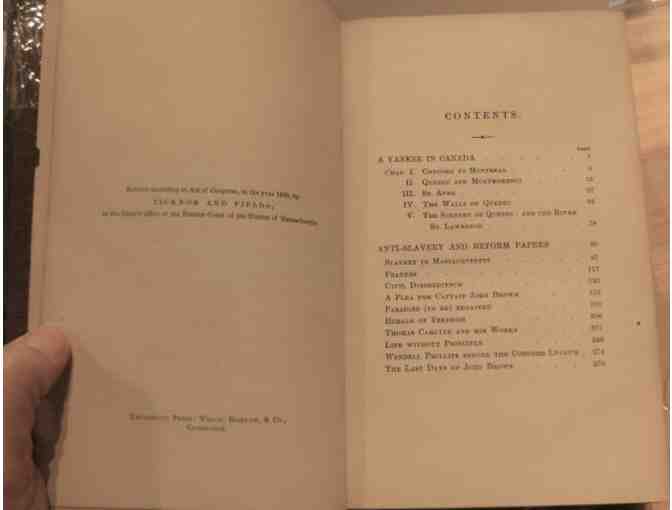 Entered according to Act of Congress, in the year 1866, by
TICKNOR AND FIELDS,
in the Clerk's office of the District Court of the District of Massachusetts
University Press: Welch, Bigelow, & Co.,
Cambridge.
CONTENTS.
PAGE
A YANKEE IN CANADA
Chap. I. Concord to Montreal
II. Quebec and Montmorenci
III. St. Anne
IV. The Walls of Quebec
V. The Scenery of Quebec; and the River
St. Lawrence
ANTI-SLAVERY AND REFORM PAPERS
Slavery in Massachusetts
Prayers 117
Civil Disobedience
A Plea for Captain John Brown
Paradise (to be) Regained
Herald of Freedom
Thomas Carlyle and his Works
Life without Principle
Wendell Phillips before the Concord Lyceum 274
The Last Days of John Brown